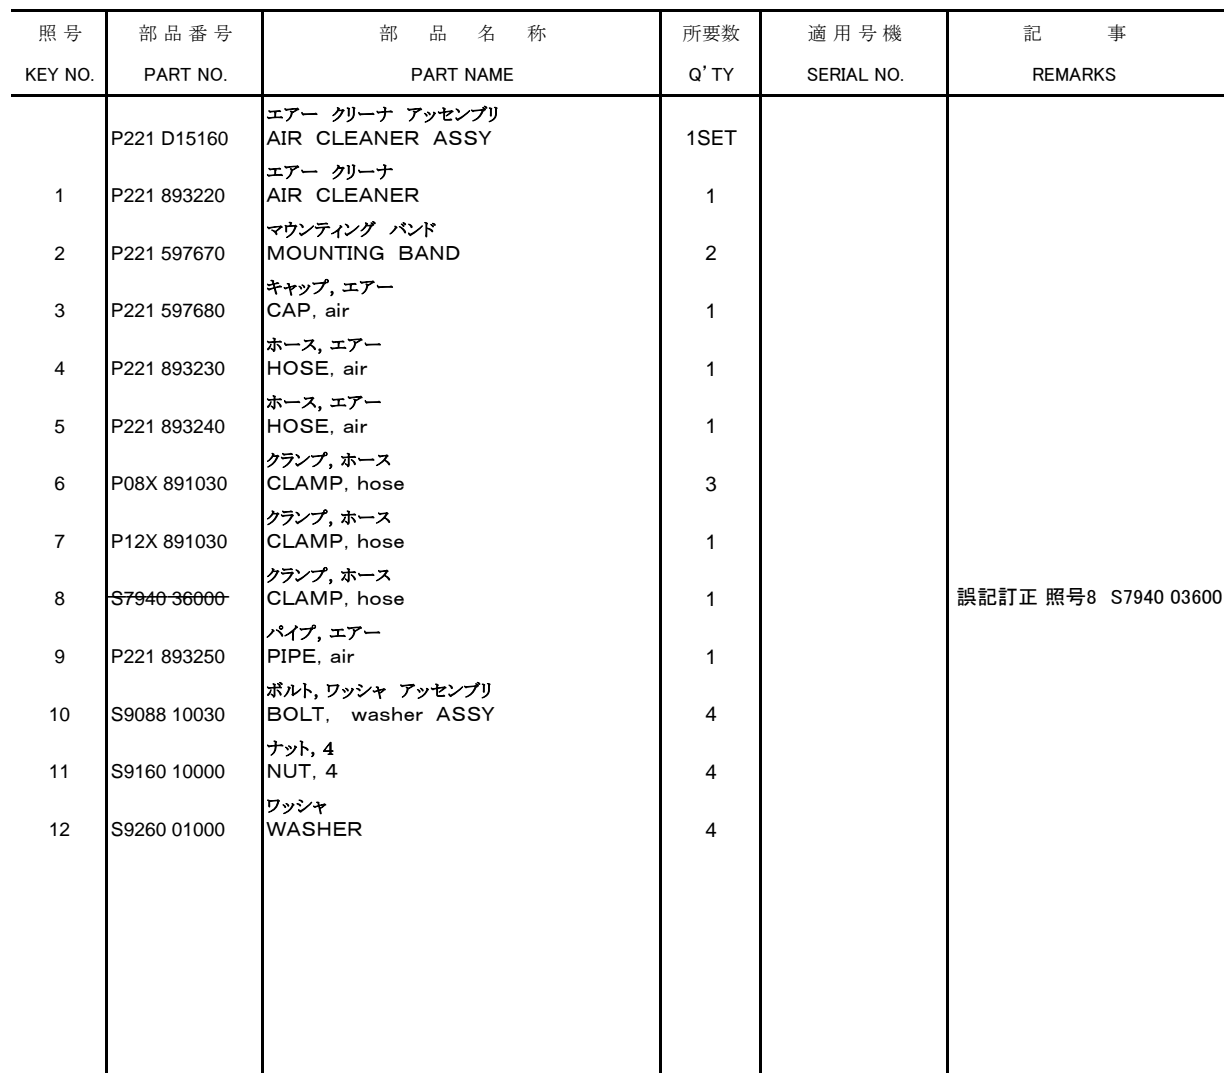 照 号 部 品 番 号 部 品 名 称 所要数 適 用 号 機 記 事
KEY NO. PART NO. PART NAME Q'TY SERIAL NO. REMARKS
エアー クリーナ アッセンブリ
P221 D15160 AIR CLEANER ASSY 1SET
エアー クリーナ
1 P221 893220 AIR CLEANER 1
マウンティング バンド
2 P221 597670 MOUNTING BAND 2
キャップ, エアー
3 P221 597680 CAP, air 1
ホース, エアー
4 P221 893230 HOSE, air 1
ホース, エアー
5 P221 893240 HOSE, air 1
クランプ, ホース
6 P08X 891030 CLAMP, hose 3
クランプ, ホース
7 P12X 891030 CLAMP, hose 1
クランプ, ホース
8 S7940 36000 CLAMP, hose 1 誤記訂正 照号8 S7940 03600
パイプ, エアー
9 P221 893250 PIPE, air 1
ボルト, ワッシャ アッセンブリ
10 S9088 10030 BOLT, washer ASSY 4
ナット, 4
11 S9160 10000 NUT, 4 4
ワッシャ
12 S9260 01000 WASHER 4